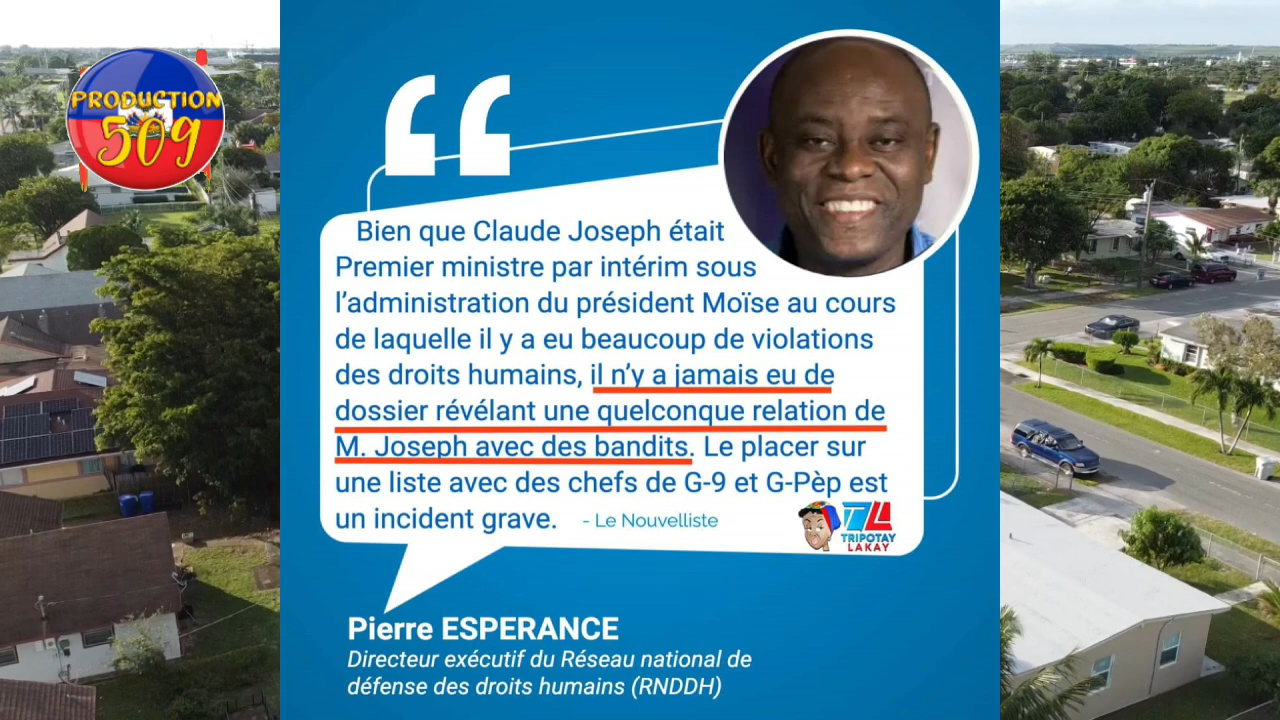 PRODUCTION
509
Bien que Claude Joseph était
Premier ministre par intérim sous
l’administration du président Moïse au cours
de laquelle il y a eu beaucoup de violations
des droits humains, il n’y a jamais eu de
dossier révélant une quelconque relation de
M. Joseph avec des bandits. Le placer sur
une liste avec des chefs de G-9 et G-Pèp est
un incident grave. - Le Nouvelliste
TL
TRIPOTAY
LAKAY
Pierre ESPERANCE
Directeur exécutif du Réseau national de
défense des droits humains (RNDDH)